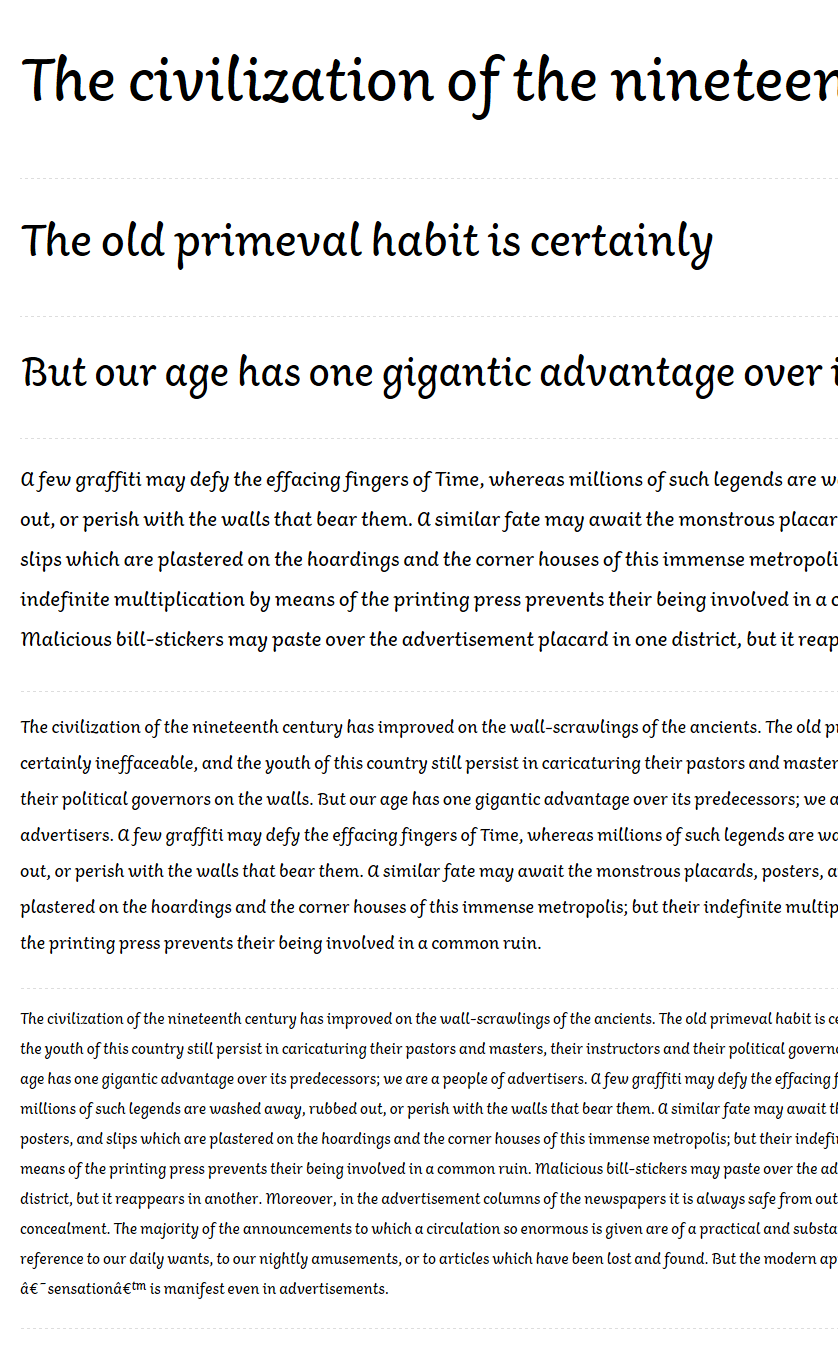 The civilization of the nineteen
The old primeval habit is certainly
But our age has one gigantic advantage over i
A few graffiti may defy the effacing fingers of Time, whereas millions of such legends are w
out, or perish with the walls that bear them. A similar fate may await the monstrous placar
slips which are plastered on the hoardings and the corner houses of this immense metropoli
indefinite multiplication by means of the printing press prevents their being involved in a c
Malicious bill-stickers may paste over the advertisement placard in one district, but it reap
The civilization of the nineteenth century has improved on the wall-scrawlings of the ancients. The old pr
certainly ineffaceable, and the youth of this country still persist in caricaturing their pastors and master
their political governors on the walls. But our age has one gigantic advantage over its predecessors; we a
advertisers. A few graffiti may defy the effacing fingers of Time, whereas millions of such legends are wa
out, or perish with the walls that bear them. A similar fate may await the monstrous placards, posters, a
plastered on the hoardings and the corner houses of this immense metropolis; but their indefinite multip
the printing press prevents their being involved in a common ruin.
The civilization of the nineteenth century has improved on the wall-scrawlings of the ancients. The old primeval habit is ce
the youth of this country still persist in caricaturing their pastors and masters, their instructors and their political governo
age has one gigantic advantage over its predecessors; we are a people of advertisers. A few graffiti may defy the effacing f
millions of such legends are washed away, rubbed out, or perish with the walls that bear them. A similar fate may await th
posters, and slips which are plastered on the hoardings and the corner houses of this immense metropolis; but their indefin
means of the printing press prevents their being involved in a common ruin. Malicious bill-stickers may paste over the ad
district, but it reappears in another. Moreover, in the advertisement columns of the newspapers it is always safe from out
concealment. The majority of the announcements to which a circulation so enormous is given are of a practical and substa
reference to our daily wants, to our nightly amusements, or to articles which have been lost and found. But the modern ap
â€˜sensationâ€™ is manifest even in advertisements.